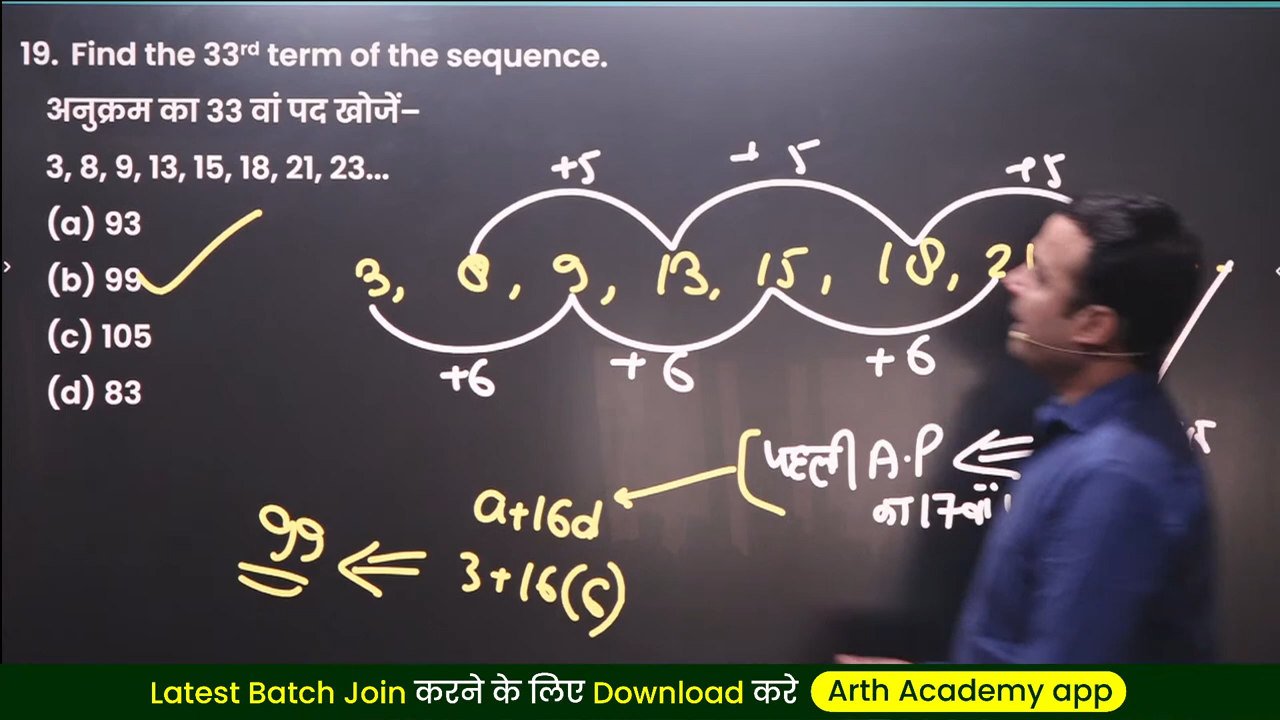 19. Find the 33rd term of the sequence.
अनुक्रम का 33 वां पद खोजें–
3, 8, 9, 13, 15, 18, 21, 23...
(a) 93
(b) 99
(c) 105
(d) 83
+5 +5 +5
3, 8, 9, 13, 15, 18, 21
+6 +6 +6
पहली A.P
का 17वां
a+16d
3+16(6)
99
Latest Batch Join करने के लिए Download करे Arth Academy app